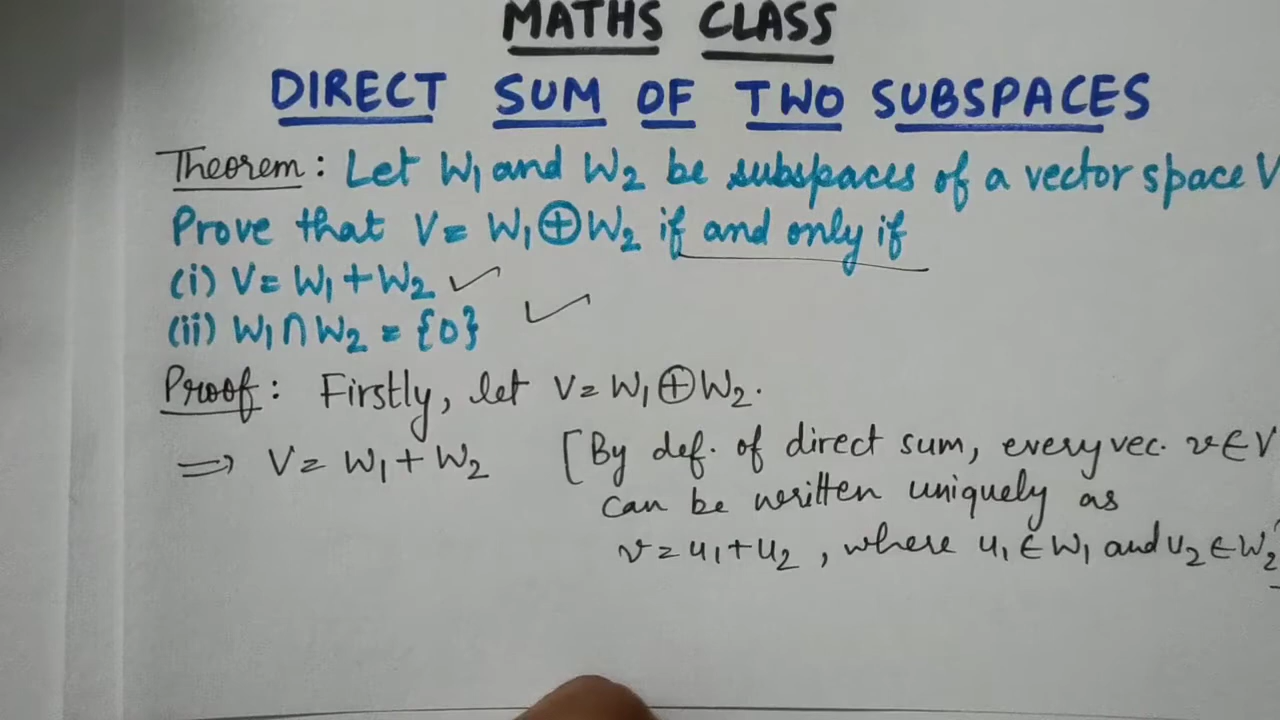 MATHS CLASS
DIRECT SUM OF TWO SUBSPACES
Theorem: Let W₁ and W₂ be subspaces of a vector space V
Prove that V = W₁⊕W₂ if and only if
(i) V = W₁ + W₂ ✓
(ii) W₁ ∩ W₂ = {0} ✓
Proof: Firstly, let V = W₁⊕W₂.
⇒ V = W₁ + W₂ [By def. of direct sum, every vec. v ∈ V
can be written uniquely as
v = u₁ + u₂, where u₁ ∈ W₁ and u₂ ∈ W₂]